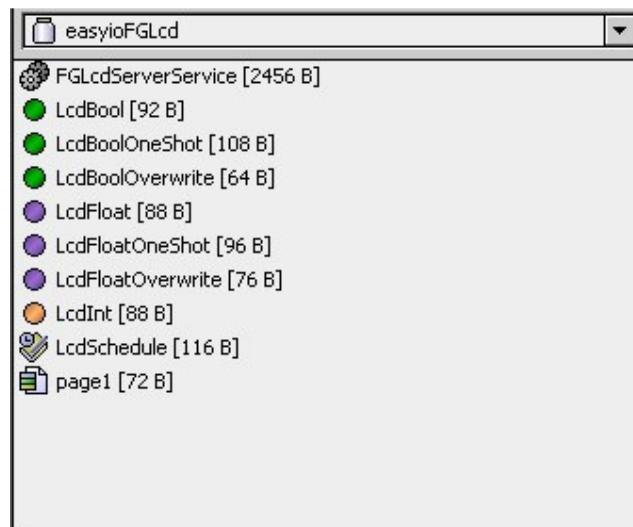 easyioFGLcd
FGLcdServerService [2456 B]
LcdBool [92 B]
LcdBoolOneShot [108 B]
LcdBoolOverwrite [64 B]
LcdFloat [88 B]
LcdFloatOneShot [96 B]
LcdFloatOverwrite [76 B]
LcdInt [88 B]
LcdSchedule [116 B]
page1 [72 B]